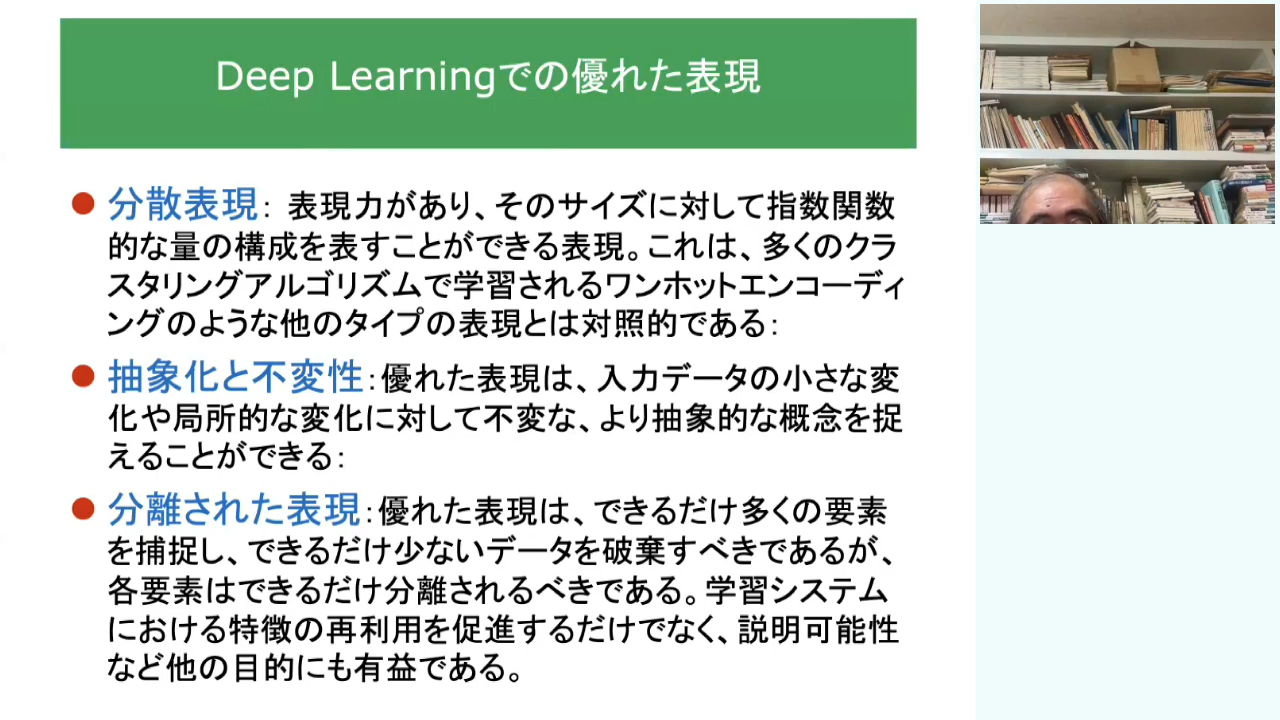 Deep Learningでの優れた表現
● 分散表現： 表現力があり、そのサイズに対して指数関数
的な量の構成を表すことができる表現。これは、多くのクラ
スタリングアルゴリズムで学習されるワンホットエンコーディ
ングのような他のタイプの表現とは対照的である：
● 抽象化と不変性：優れた表現は、入力データの小さな変
化や局所的な変化に対して不変な、より抽象的な概念を捉
えることができる：
● 分離された表現：優れた表現は、できるだけ多くの要素
を捕捉し、できるだけ少ないデータを破棄すべきであるが、
各要素はできるだけ分離されるべきである。学習システム
における特徴の再利用を促進するだけでなく、説明可能性
など他の目的にも有益である。